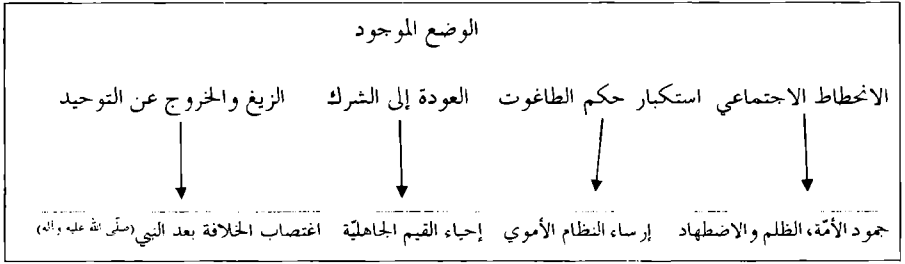 الوضع الموجود
الانحطاط الاجتماعي استكبار حكم الطاغوت العودة إلى الشرك الزيغ والخروج عن التوحيد
جمود الأمّة، الظلم والاضطهاد إرساء النظام الأموي إحياء القيم الجاهليّة اغتصاب الخلافة بعد النبي (صلّى الله عليه وآله)